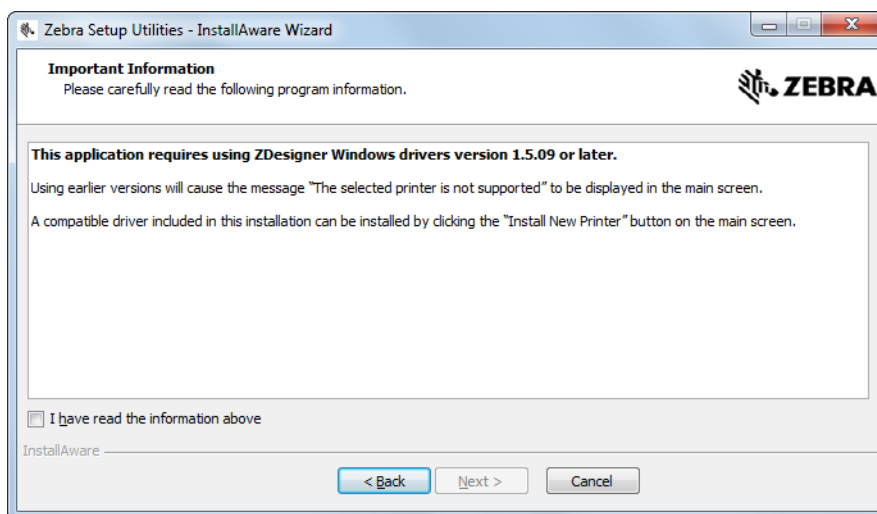 Zebra Setup Utilities - InstallAware Wizard
Important Information
Please carefully read the following program information.
ZEBRA
This application requires using ZDesigner Windows drivers version 1.5.09 or later.
Using earlier versions will cause the message “The selected printer is not supported” to be displayed in the main screen.
A compatible driver included in this installation can be installed by clicking the “Install New Printer” button on the main screen.
I have read the information above
InstallAware
< Back Next > Cancel